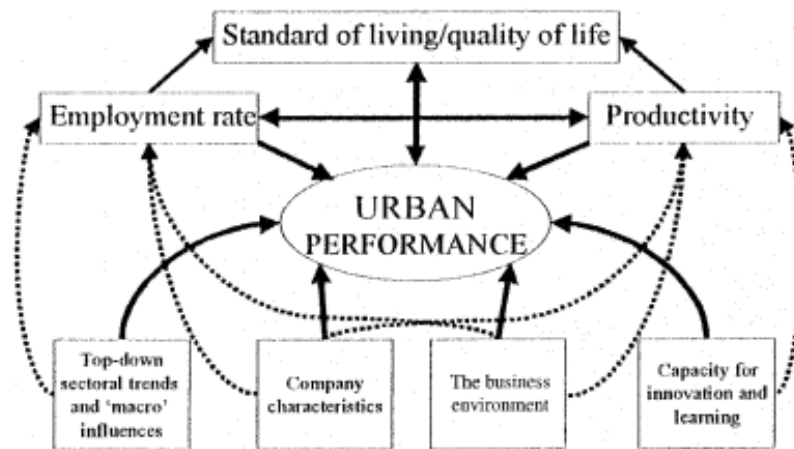 Standard of living/quality of life
Employment rate
Productivity
URBAN
PERFORMANCE
Top-down
sectoral trends
and ‘macro’
influences
Company
characteristics
The business
environment
Capacity for
innovation and
learning